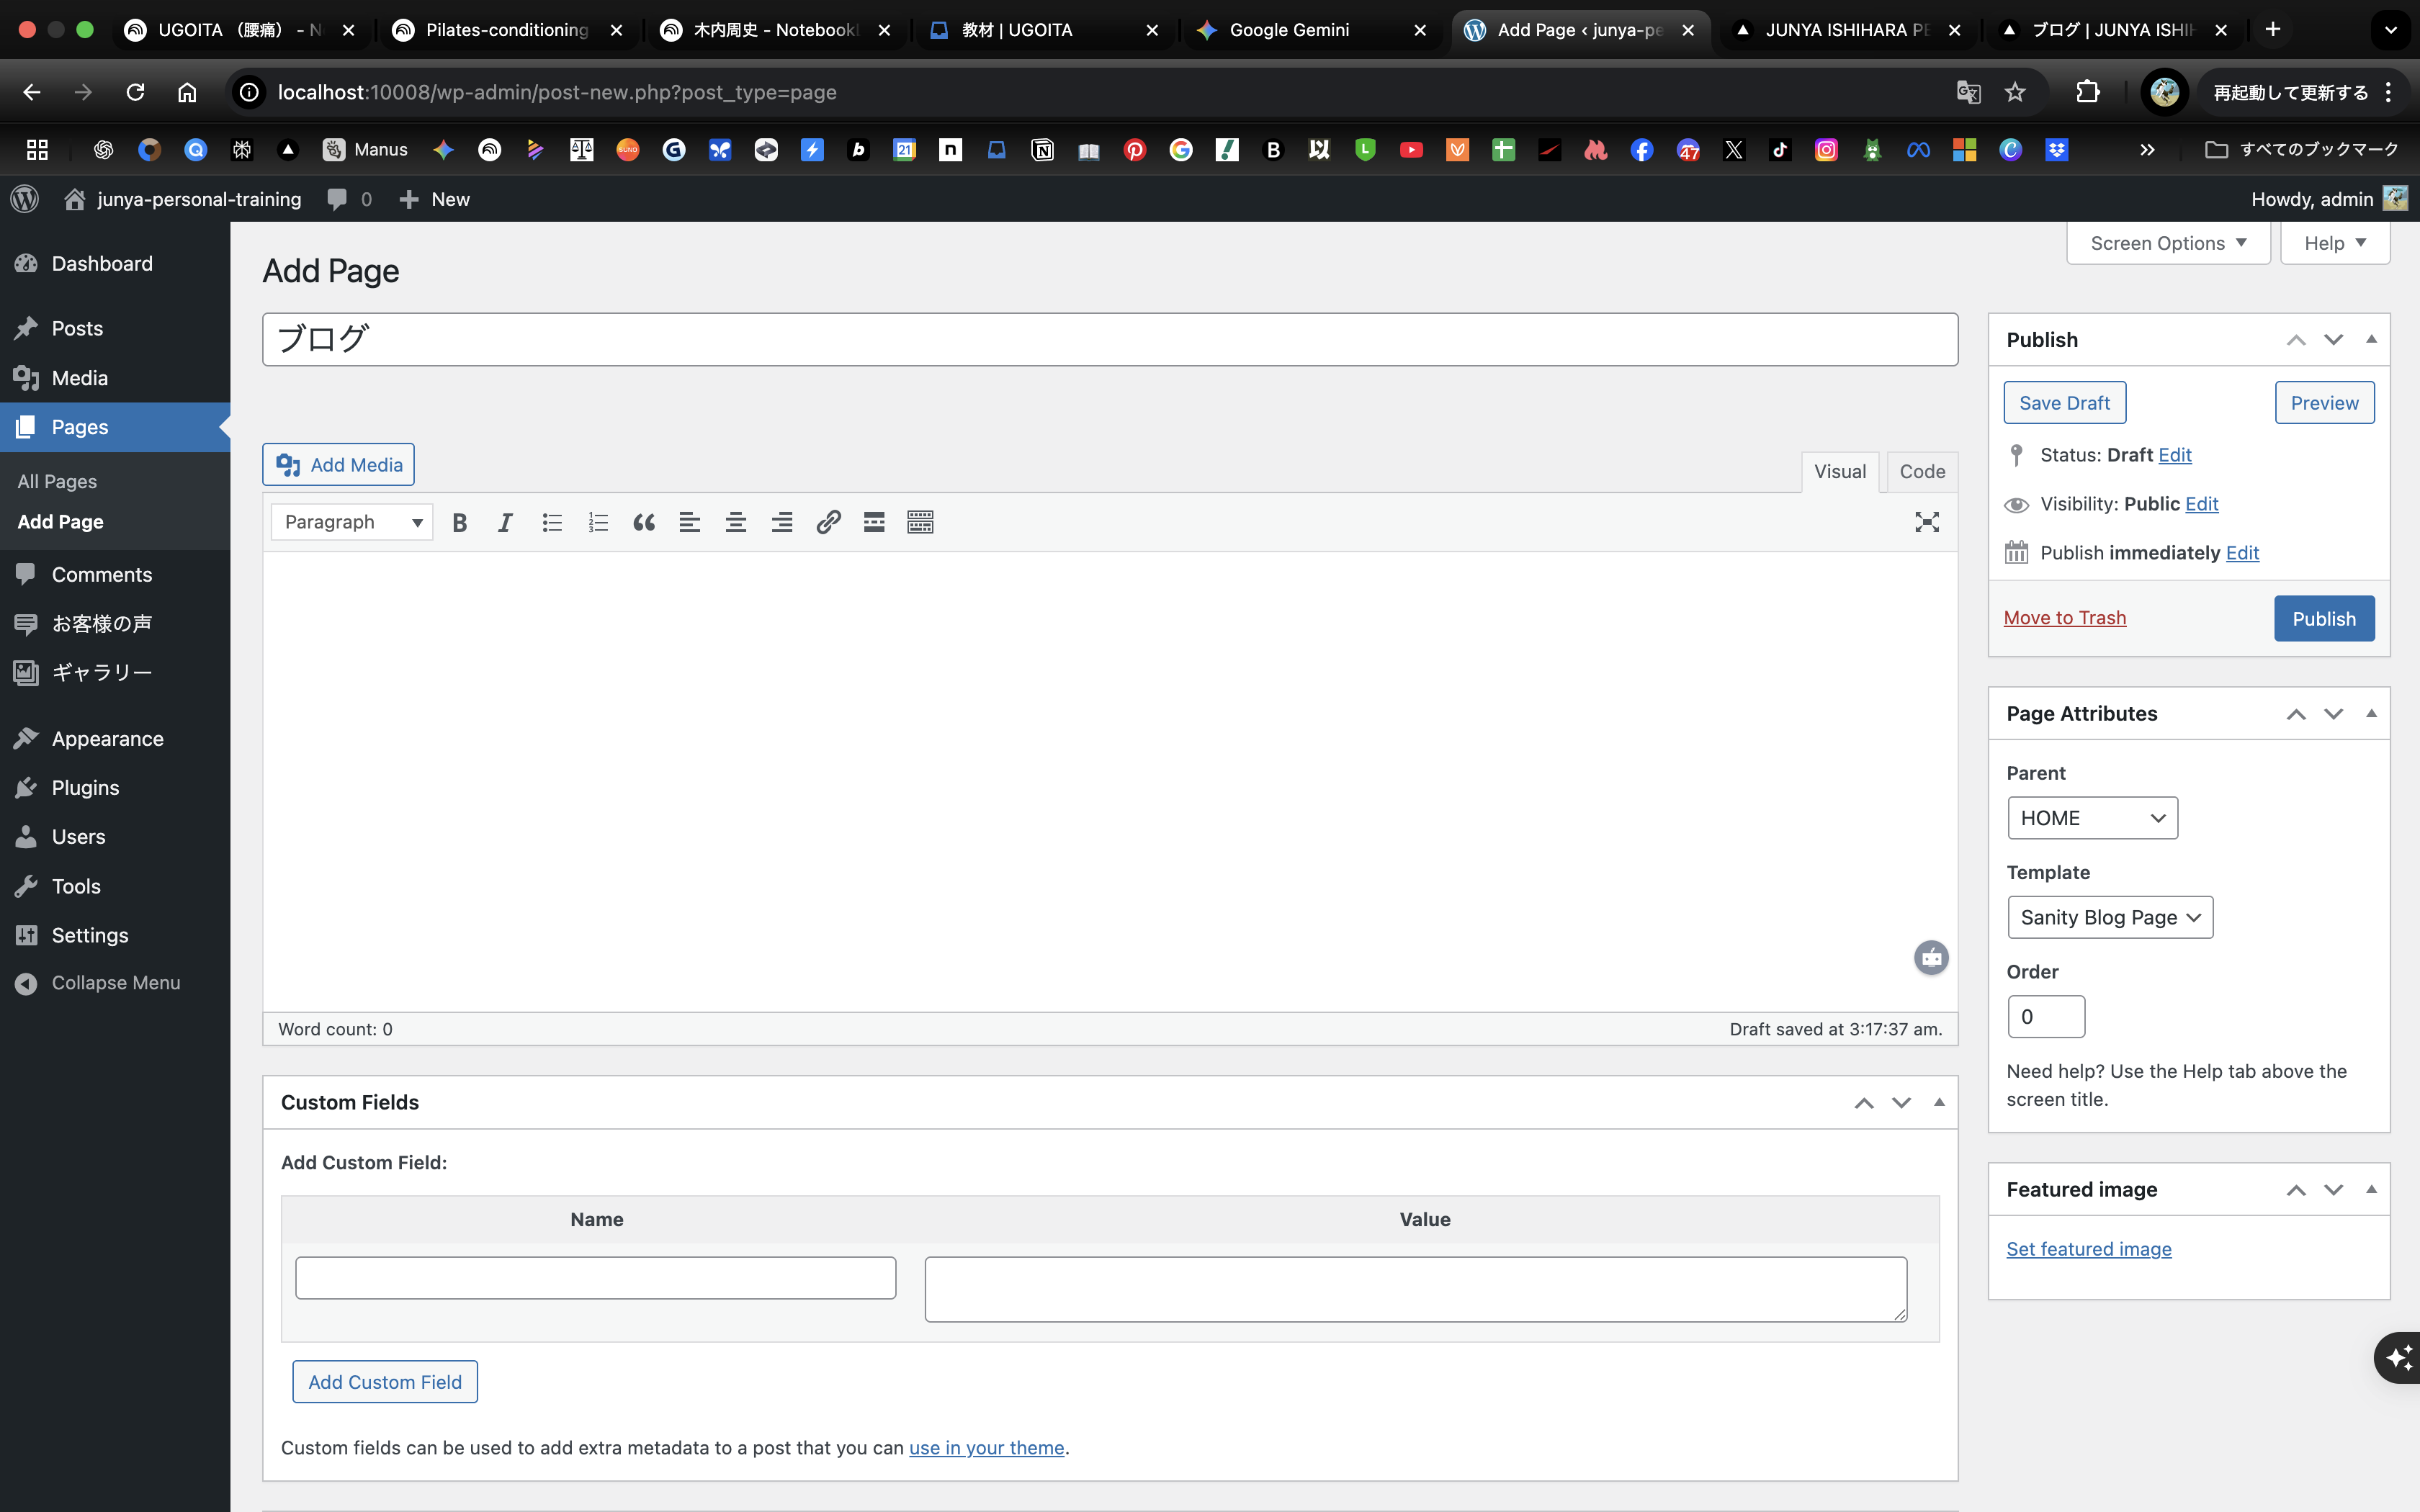 UGOITA （腰痛） - N
Pilates-conditioning
木内周史 - Notebookl
教材 | UGOITA
Google Gemini
Add Page ‹ junya-pe
JUNYA ISHIHARA PE
ブログ | JUNYA ISHIH
localhost:10008/wp-admin/post-new.php?post_type=page
再起動して更新する
Manus
すべてのブックマーク
junya-personal-training
0
New
Howdy, admin
Dashboard
Posts
Media
Pages
All Pages
Add Page
Comments
お客様の声
ギャラリー
Appearance
Plugins
Users
Tools
Settings
Collapse Menu
Screen Options
Help
Add Page
ブログ
Add Media
Visual
Code
Paragraph
Word count: 0
Draft saved at 3:17:37 am.
Custom Fields
Add Custom Field:
Name
Value
Add Custom Field
Custom fields can be used to add extra metadata to a post that you can use in your theme.
Publish
Save Draft
Preview
Status: Draft Edit
Visibility: Public Edit
Publish immediately Edit
Move to Trash
Publish
Page Attributes
Parent
HOME
Template
Sanity Blog Page
Order
0
Need help? Use the Help tab above the
screen title.
Featured image
Set featured image